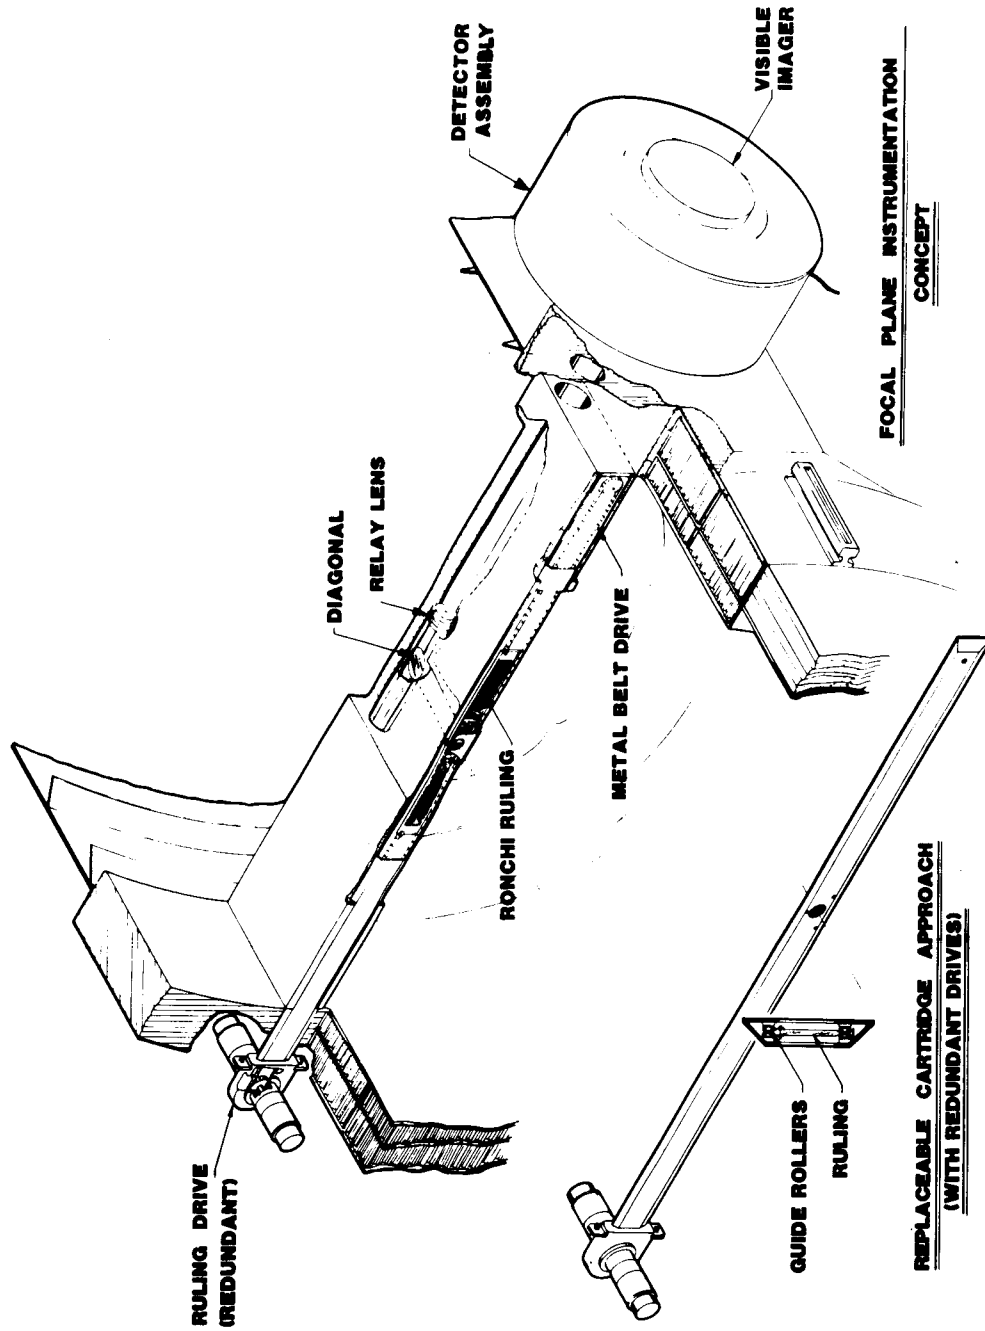 RULING DRIVE
(REDUNDANT)
DIAGONAL
RELAY LENS
DETECTOR
ASSEMBLY
VISIBLE
IMAGER
RONCHI RULING
METAL BELT DRIVE
FOCAL PLANE INSTRUMENTATION
CONCEPT
GUIDE ROLLERS
RULING
REPLACEABLE CARTRIDGE APPROACH
(WITH REDUNDANT DRIVES)